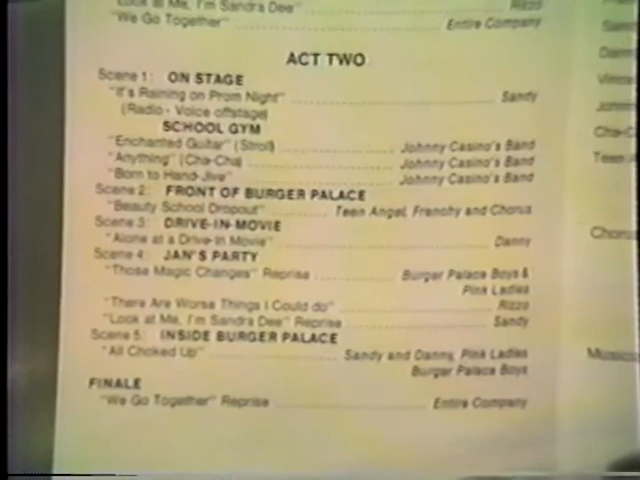 "Look at Me, I'm Sandra Dee" Rizzo
"We Go Together" Entire Company
ACT TWO
Scene 1: ON STAGE
"It's Raining on Prom Night" Sandy
(Radio - Voice offstage)
SCHOOL GYM
"Enchanted Guitar" (Stroll) Johnny Casino's Band
"Anything" (Cha-Cha) Johnny Casino's Band
"Born to Hand-Jive" Johnny Casino's Band
Scene 2: FRONT OF BURGER PALACE
"Beauty School Dropout" Teen Angel, Frenchy and Chorus
Scene 3: DRIVE-IN-MOVIE
"Alone at a Drive-In Movie" Danny
Scene 4: JAN'S PARTY
"Those Magic Changes" Reprise Burger Palace Boys &
Pink Ladies
"There Are Worse Things I Could do" Rizzo
"Look at Me, I'm Sandra Dee" Reprise Sandy
Scene 5: INSIDE BURGER PALACE
"All Choked Up" Sandy and Danny, Pink Ladies
Burger Palace Boys
FINALE
"We Go Together" Reprise Entire Company